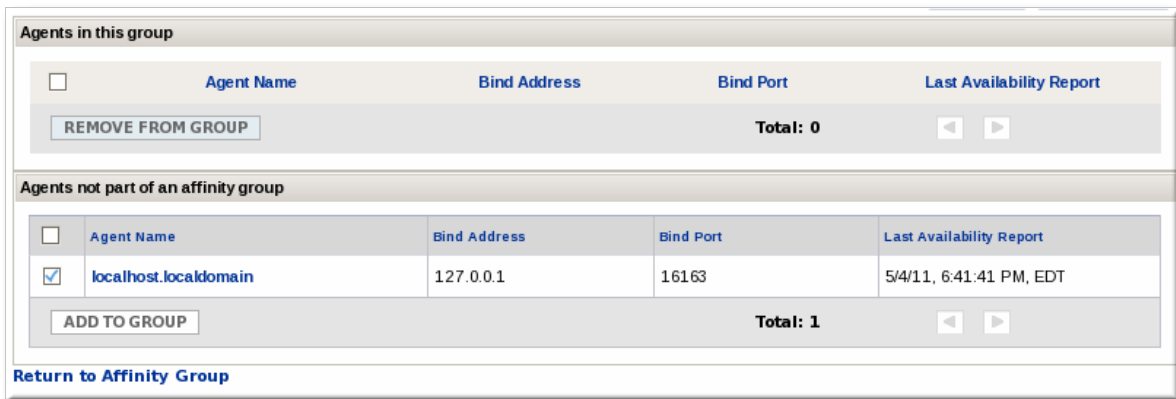 Agents in this group
Agent Name Bind Address Bind Port Last Availability Report
REMOVE FROM GROUP Total: 0
Agents not part of an affinity group
Agent Name Bind Address Bind Port Last Availability Report
localhost.localdomain 127.0.0.1 16163 5/4/11, 6:41:41 PM, EDT
ADD TO GROUP Total: 1
Return to Affinity Group